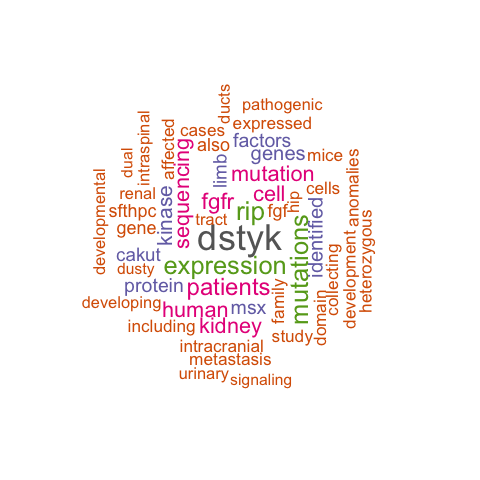 ducts
pathogenic
expressed
cases
also
factors
affected
intraspinal
dual
limb
genes
mice
sequencing
mutation
developmental
renal
kinase
fgfr
cell
cells
hip
anomalies
sfthpc
tract
rip
fgf
gene
dstyk
identified
heterozygous
cakut
mutations
collecting
development
dusty
expression
protein
patients
family
domain
developing
human
msx
including
kidney
study
intracranial
metastasis
urinary
signaling